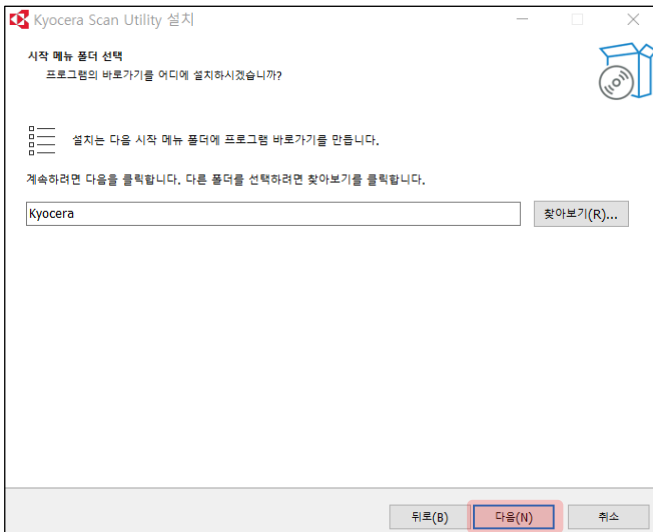 Kyocera Scan Utility 설치
시작 메뉴 폴더 선택
프로그램의 바로가기를 어디에 설치하시겠습니까?
설치는 다음 시작 메뉴 폴더에 프로그램 바로가기를 만듭니다.
계속하려면 다음을 클릭합니다. 다른 폴더를 선택하려면 찾아보기를 클릭합니다.
Kyocera
찾아보기(R)...
뒤로(B)
다음(N)
취소